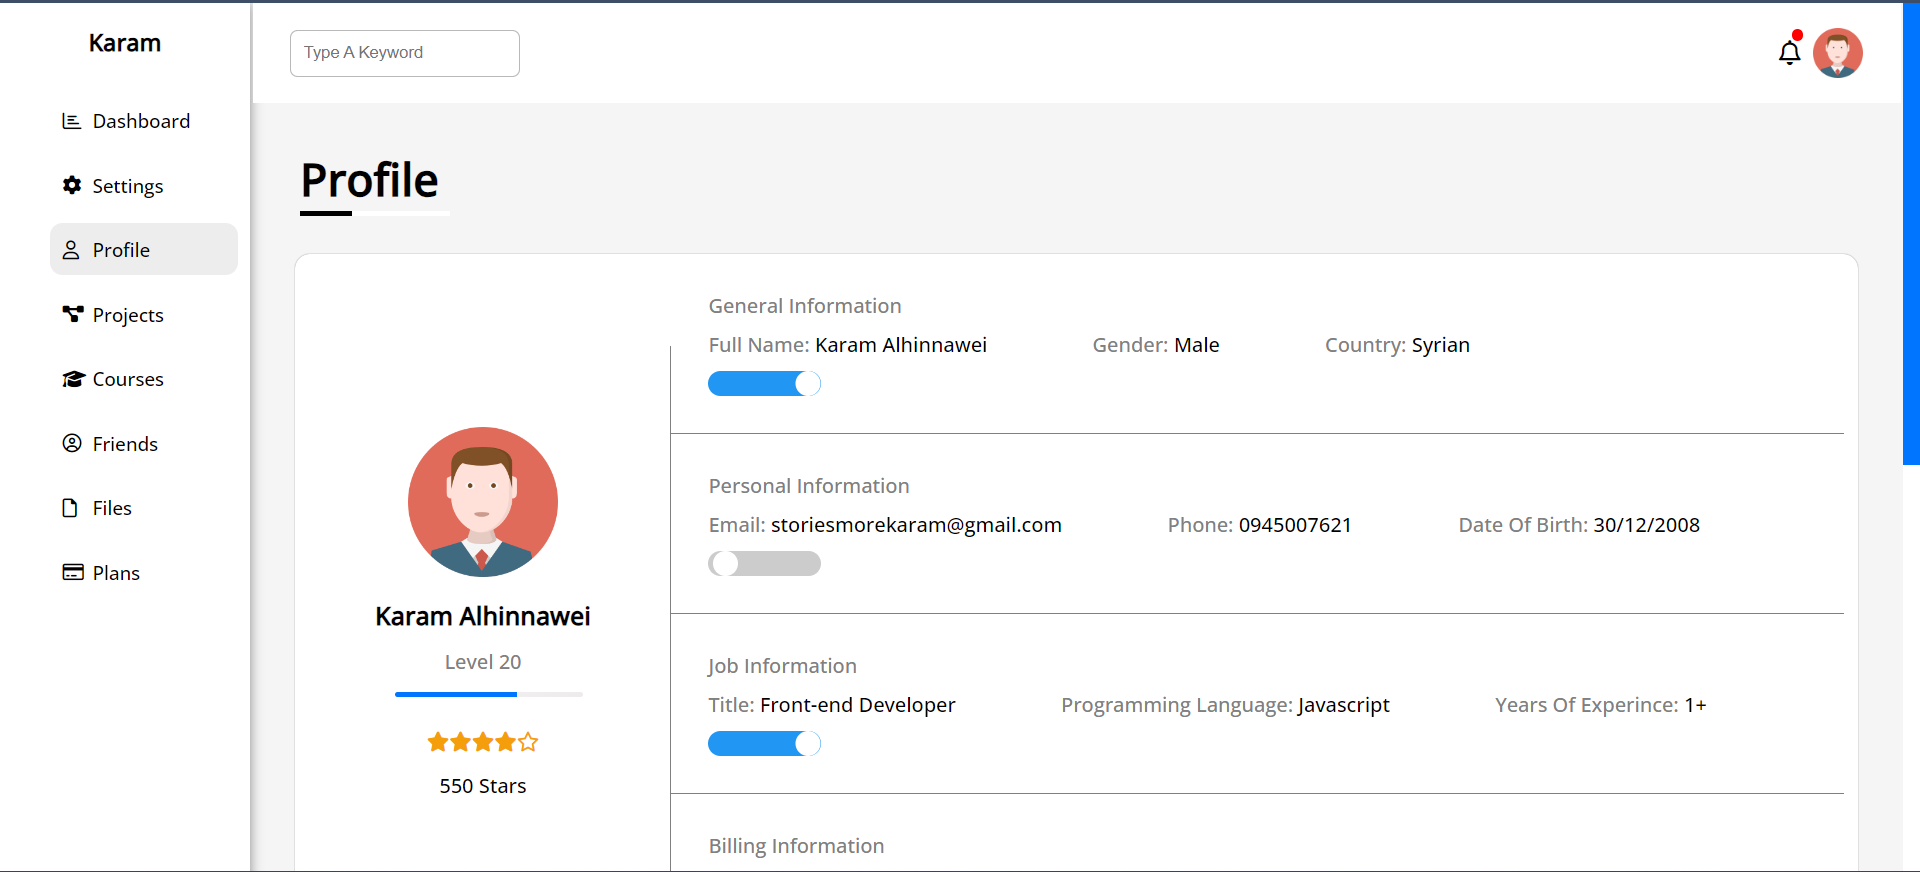 Karam
Type A Keyword
Dashboard
Settings
Profile
Projects
Courses
Friends
Files
Plans
Profile
Karam Alhinnawei
Level 20
550 Stars
General Information
Full Name: Karam Alhinnawei Gender: Male Country: Syrian
Personal Information
Email: storiesmorekaram@gmail.com Phone: 0945007621 Date Of Birth: 30/12/2008
Job Information
Title: Front-end Developer Programming Language: Javascript Years Of Experince: 1+
Billing Information